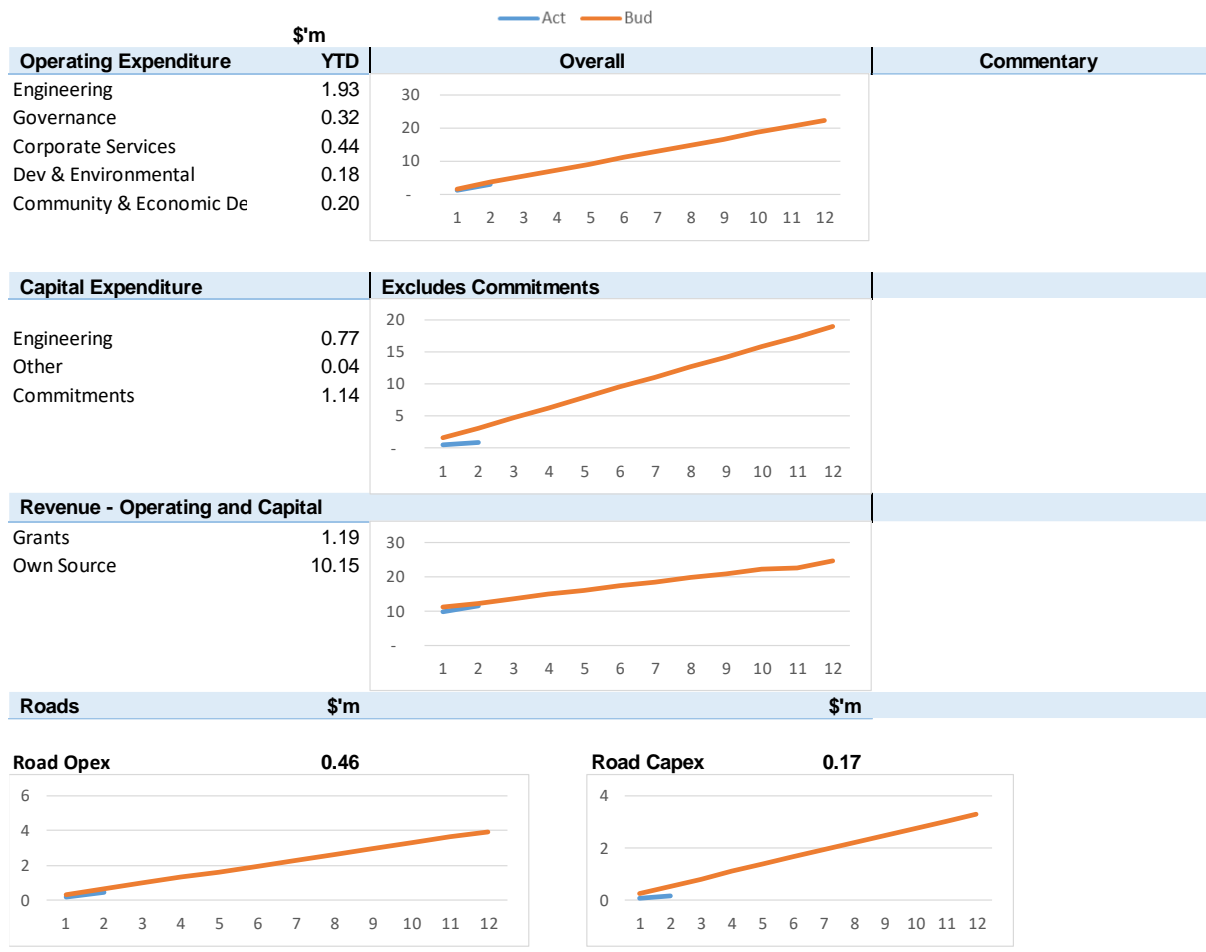 Act Bud
$'m
Operating Expenditure YTD Overall Commentary
Engineering 1.93
Governance 0.32
Corporate Services 0.44
Dev & Environmental 0.18
Community & Economic De 0.20
30
20
10
-
1 2 3 4 5 6 7 8 9 10 11 12
Capital Expenditure Excludes Commitments
Engineering 0.77
Other 0.04
Commitments 1.14
20
15
10
5
-
1 2 3 4 5 6 7 8 9 10 11 12
Revenue - Operating and Capital
Grants 1.19
Own Source 10.15
30
20
10
-
1 2 3 4 5 6 7 8 9 10 11 12
Roads $'m $'m
Road Opex 0.46 Road Capex 0.17
6
4
2
0
1 2 3 4 5 6 7 8 9 10 11 12
4
2
0
1 2 3 4 5 6 7 8 9 10 11 12